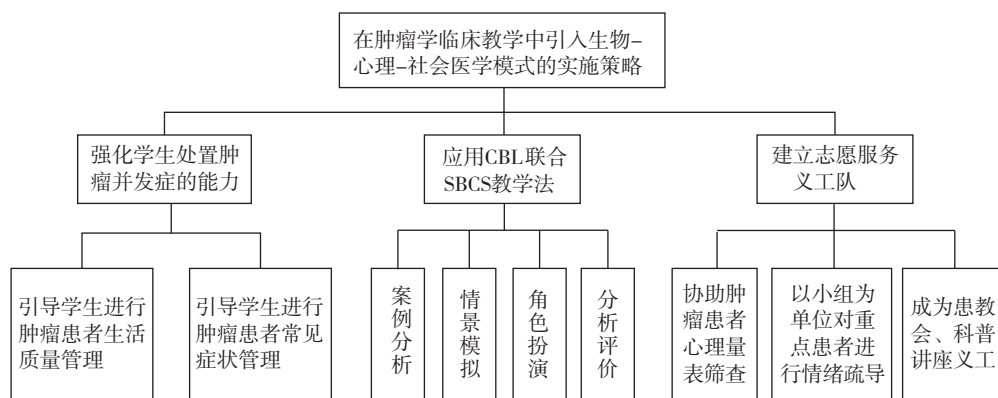 在肿瘤学临床教学中引入生物–
心理–社会医学模式的实施策略
强化学生处置肿
瘤并发症的能力
应用CBL联合
SBCS教学法
建立志愿服务
义工队
引导学生进行
肿瘤患者生活
质量管理
引导学生进行
肿瘤患者常见
症状管理
案例分析
情景模拟
角色扮演
分析评价
协助肿
瘤患者
心理量
表筛查
以小组为
单位对重
点患者进
行情绪疏导
成为患教
会、科普
讲座义工